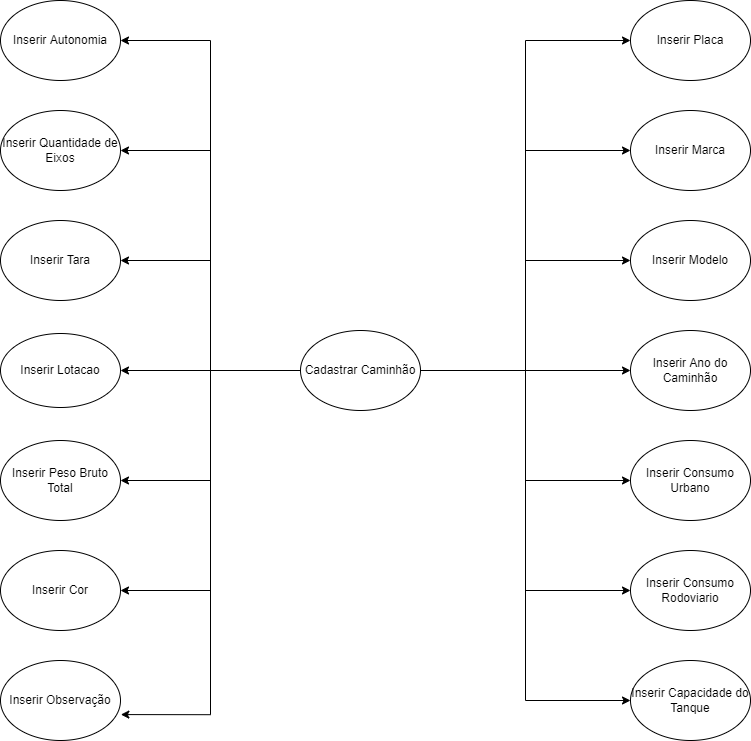 Inserir Autonomia
Inserir Placa
Inserir Quantidade de
Eixos
Inserir Marca
Inserir Tara
Inserir Modelo
Inserir Lotacao
Cadastrar Caminhão
Inserir Ano do
Caminhão
Inserir Peso Bruto
Total
Inserir Consumo
Urbano
Inserir Cor
Inserir Consumo
Rodoviario
Inserir Observação
Inserir Capacidade do
Tanque